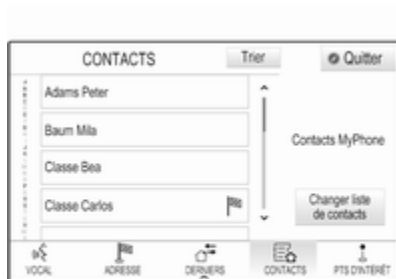 CONTACTS
Trier
Quitter
Adams Peter
Baum Mila
Classe Bea
Classe Carlos
Contacts MyPhone
Changer liste
de contacts
VOCAL
ADRESSE
DERNIERS
CONTACTS
PTS D'INTÉRÊT